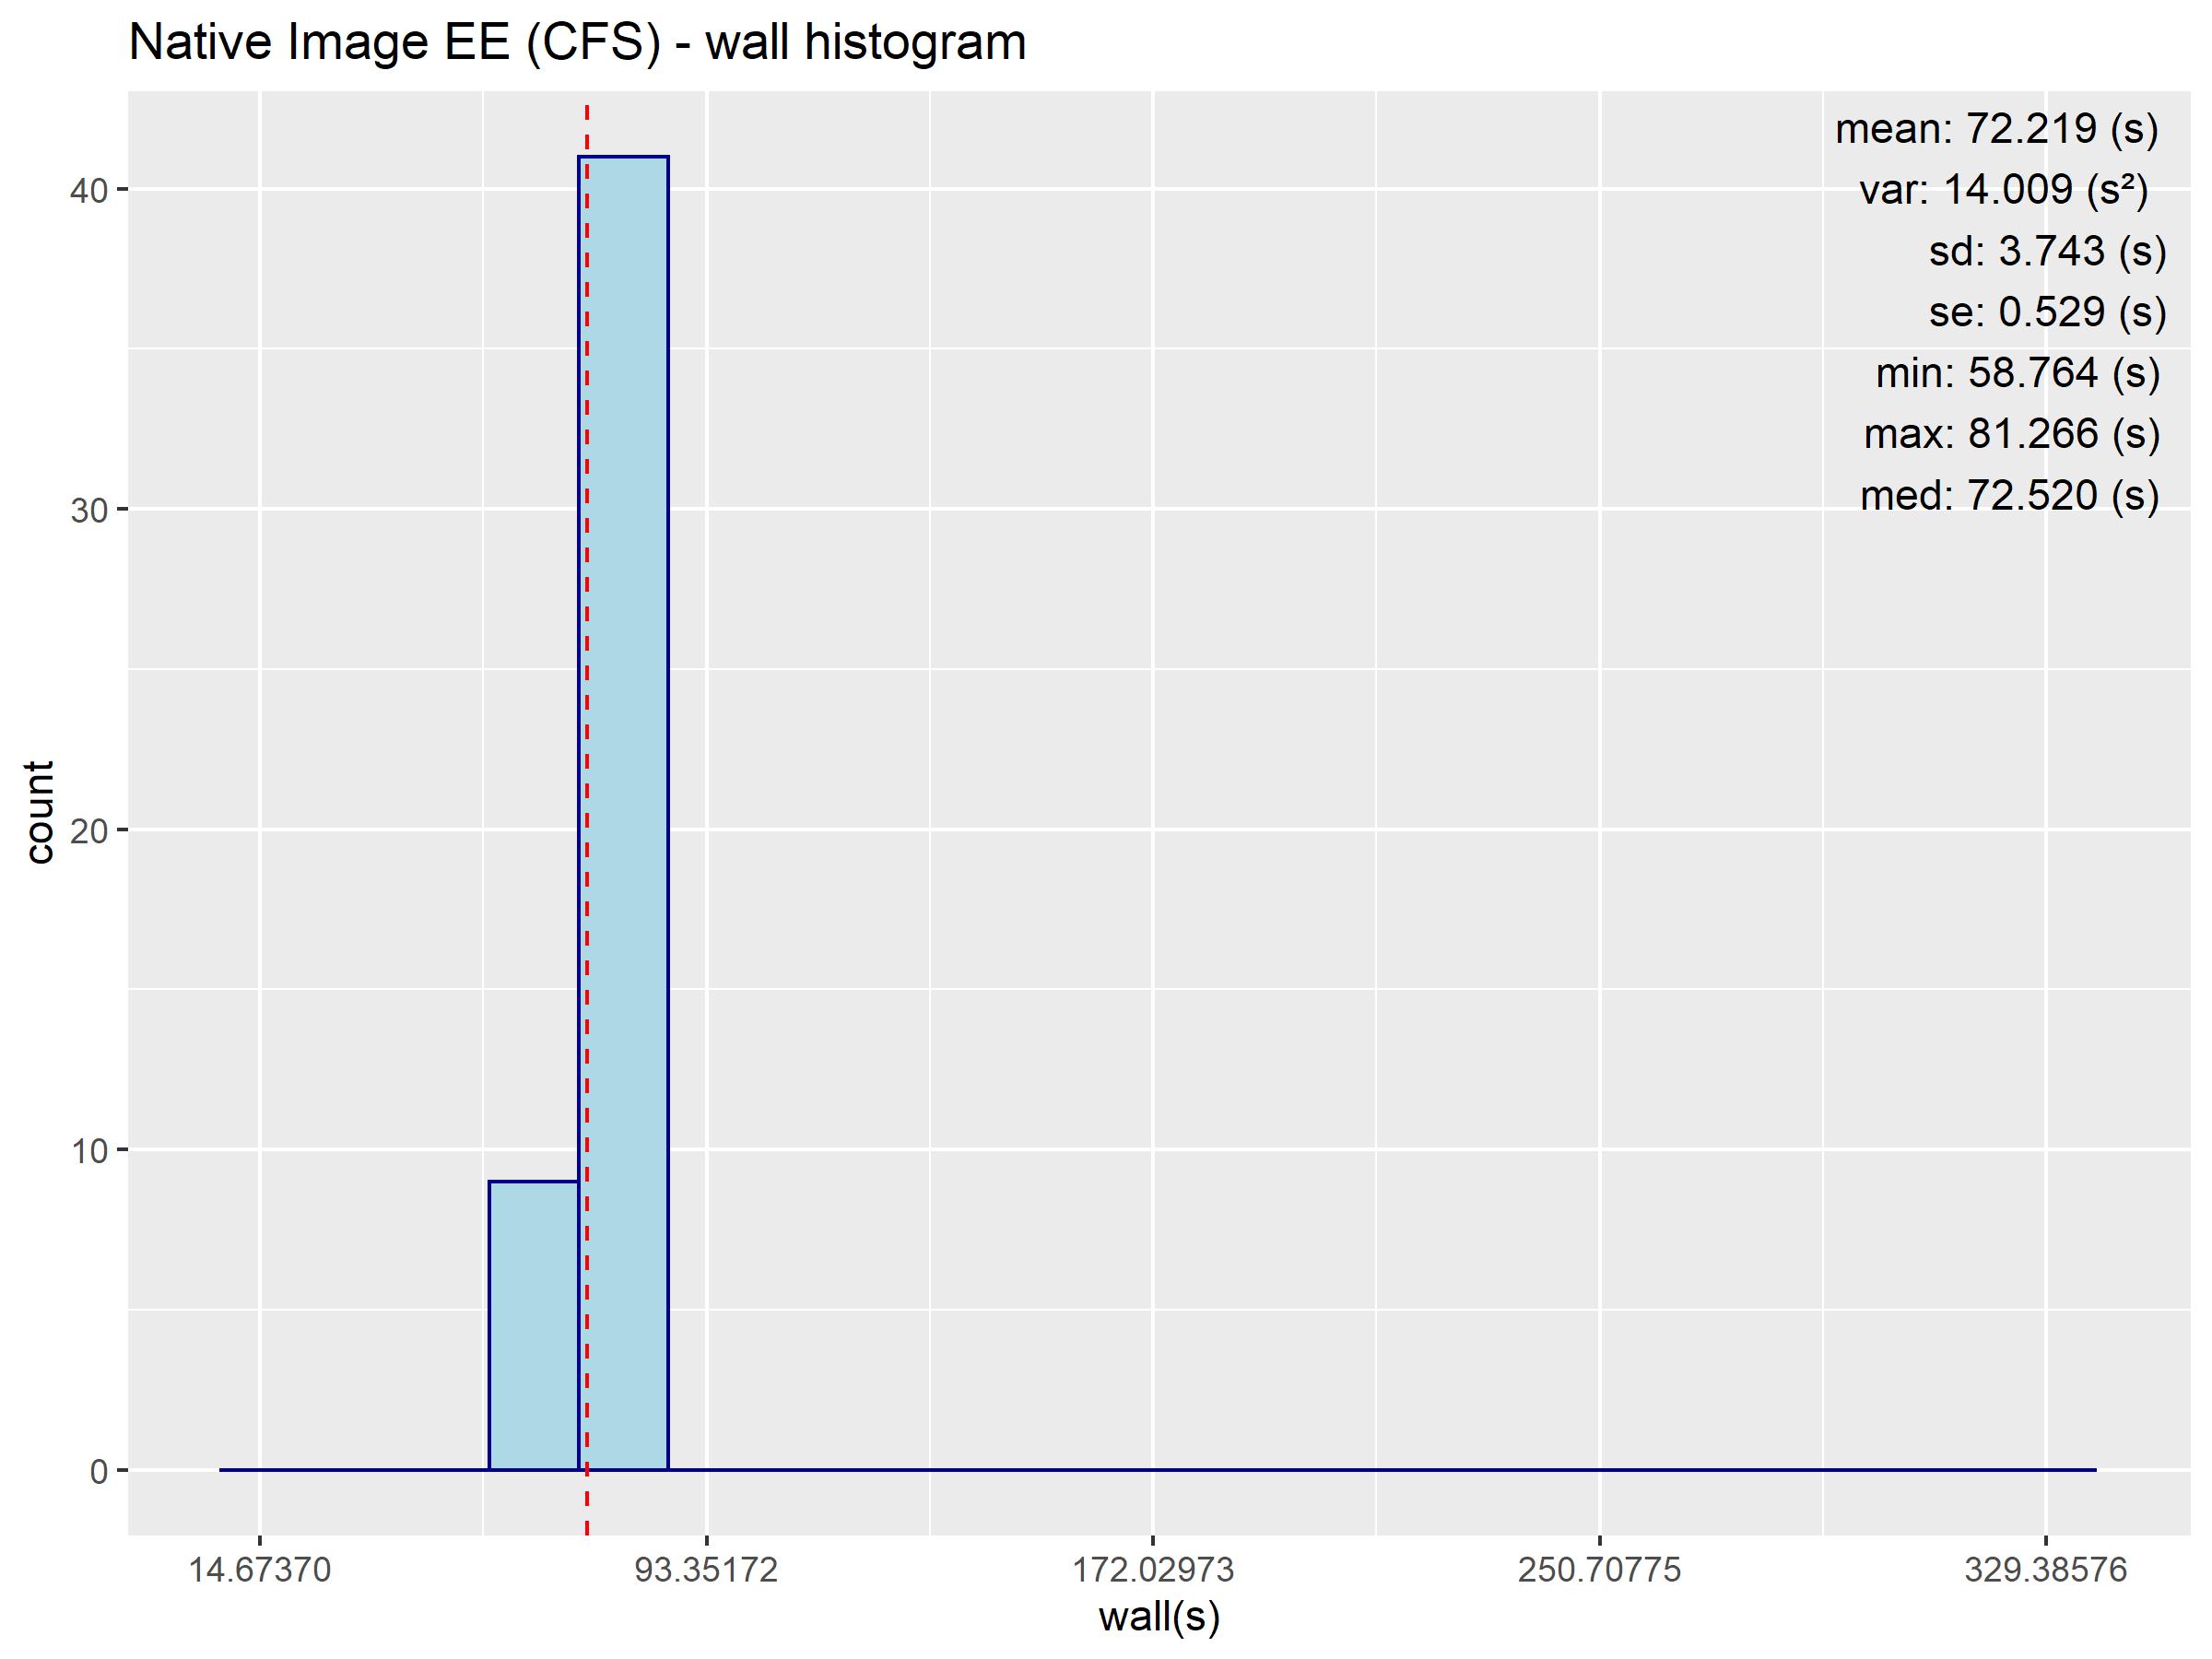 Native Image EE (CFS) - wall histogram
mean: 72.219 (s)
var: 14.009 (s²)
sd: 3.743 (s)
se: 0.529 (s)
min: 58.764 (s)
max: 81.266 (s)
med: 72.520 (s)
count
40
30
20
10
0
14.67370 93.35172 172.02973 250.70775 329.38576
wall(s)